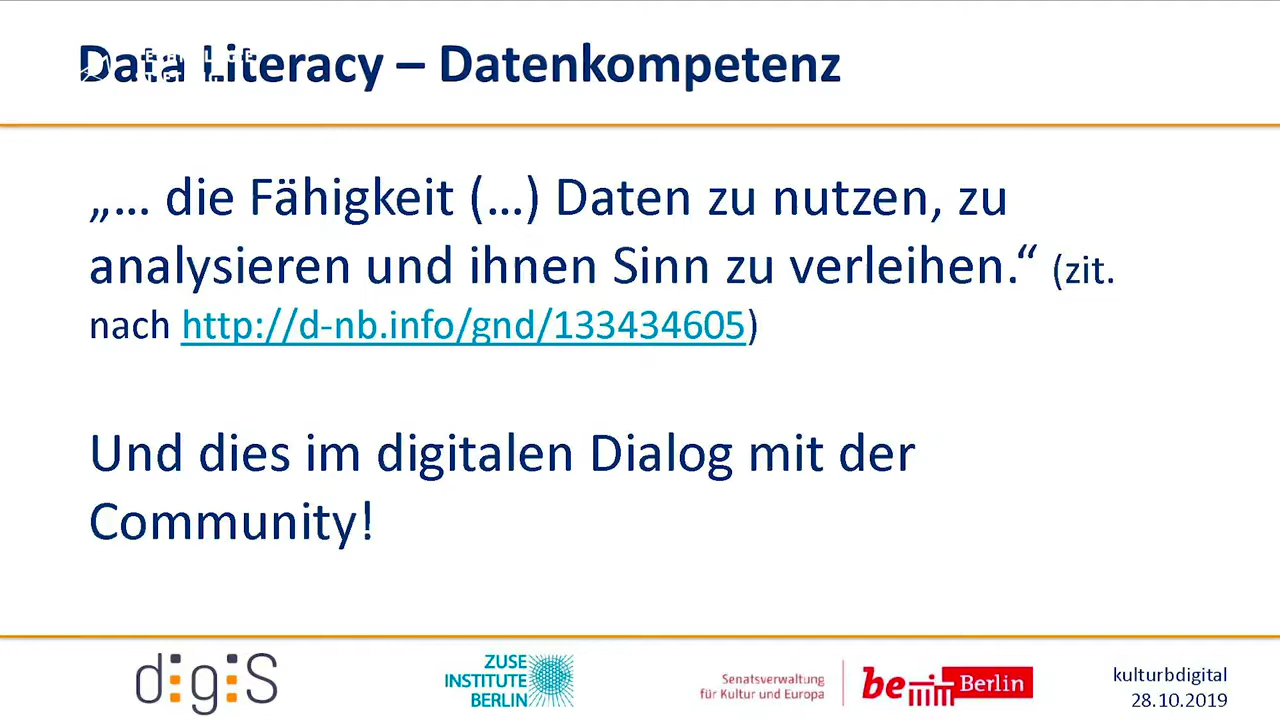 Data Literacy – Datenkompetenz
„… die Fähigkeit (…) Daten zu nutzen, zu
analysieren und ihnen Sinn zu verleihen.“ (zit.
nach http://d-nb.info/gnd/133434605)
Und dies im digitalen Dialog mit der
Community!
digiS
ZUSE
INSTITUTE
BERLIN
Senatsverwaltung
für Kultur und Europa
be Berlin
kulturbdigital
28.10.2019